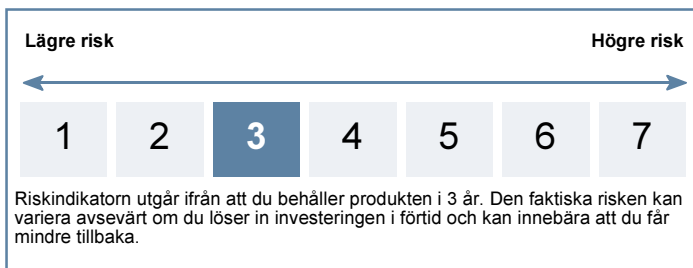 Lägre risk Högre risk
1 2 3 4 5 6 7
Riskindikatorn utgår ifrån att du behåller produkten i 3 år. Den faktiska risken kan
variera avsevärt om du löser in investeringen i förtid och kan innebära att du får
mindre tillbaka.